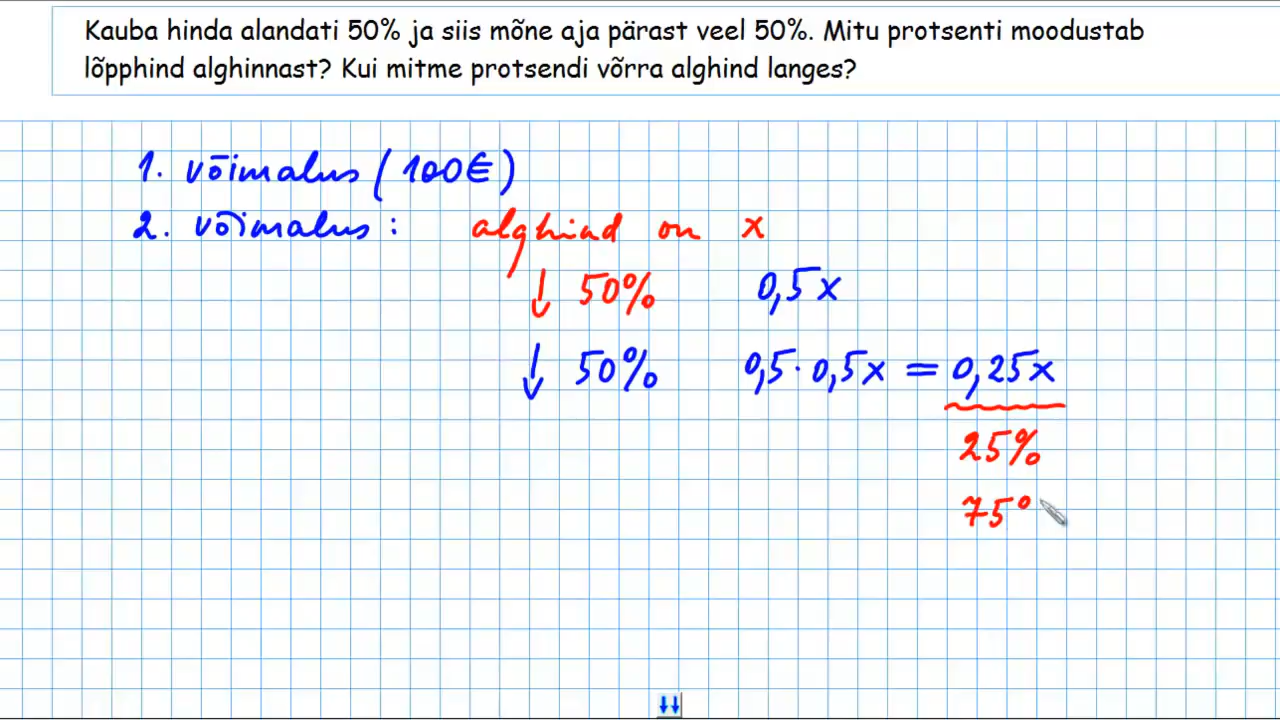 Kauba hinda alandati 50% ja siis mõne aja pärast veel 50%. Mitu protsenti moodustab
lõpphind alghinnast? Kui mitme protsendi võrra alghind langes?
1. võimalus (100€)
2. võimalus: alghind on x
↓ 50% 0,5x
↓ 50% 0,5·0,5x = 0,25x
25%
75°